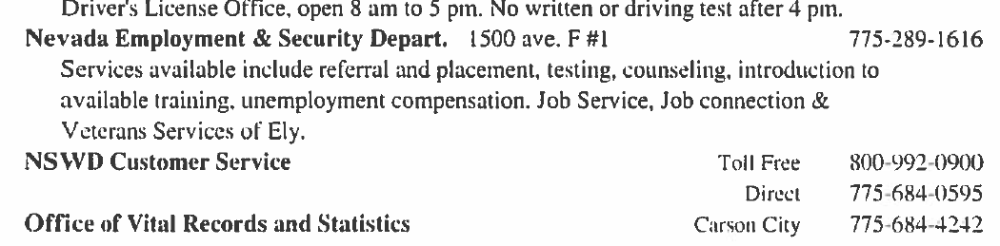 Driver's License Office, open 8 am to 5 pm. No written or driving test after 4 pm.
Nevada Employment & Security Depart. 1500 ave. F #1 775-289-1616
Services available include referral and placement, testing, counseling, introduction to
available training, unemployment compensation. Job Service, Job connection &
Veterans Services of Ely.
NSWD Customer Service Toll Free 800-992-0900
Direct 775-684-0595
Office of Vital Records and Statistics Carson City 775-684-4242